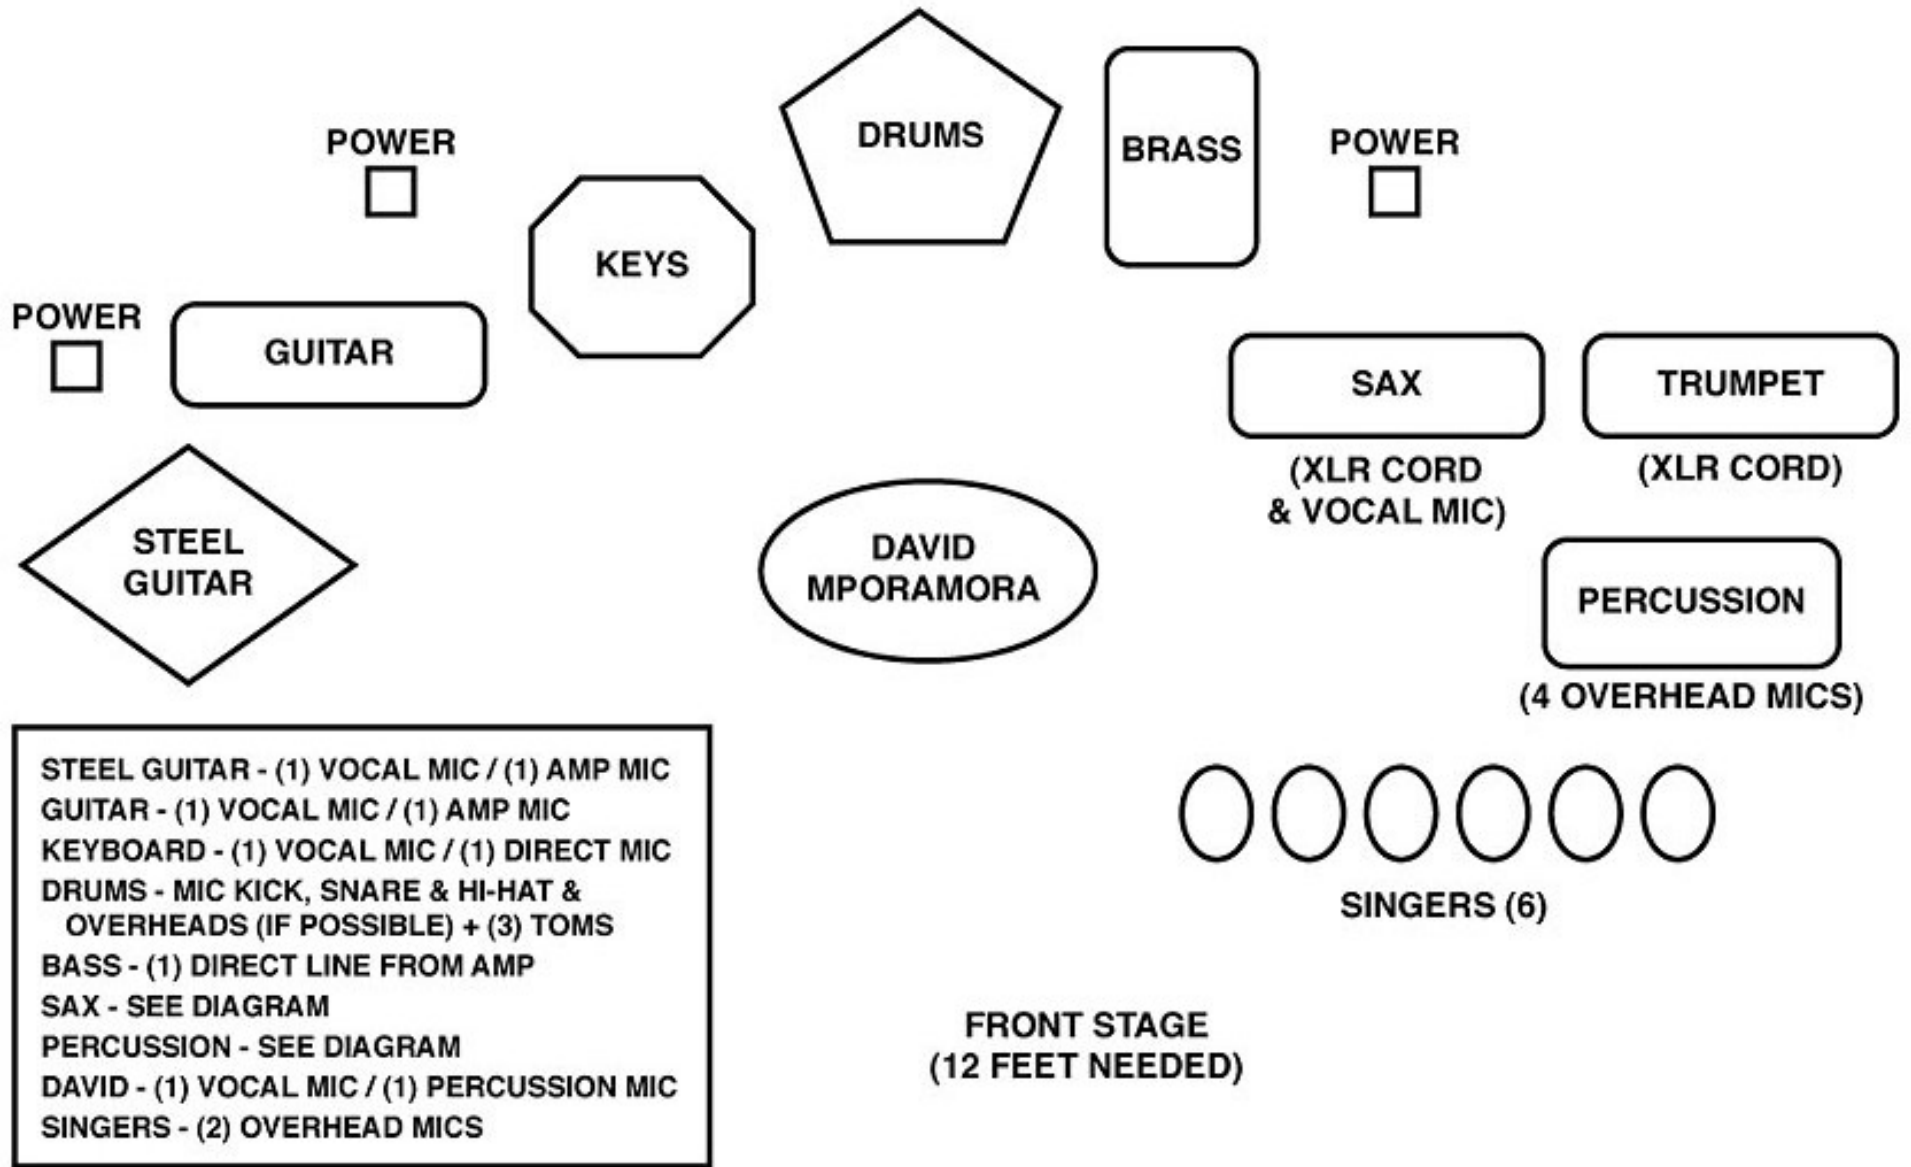 DRUMS
BRASS
POWER
POWER
KEYS
POWER
GUITAR
SAX
TRUMPET
(XLR CORD
& VOCAL MIC)
(XLR CORD)
STEEL
GUITAR
DAVID
MPORAMORA
PERCUSSION
(4 OVERHEAD MICS)
STEEL GUITAR - (1) VOCAL MIC / (1) AMP MIC
GUITAR - (1) VOCAL MIC / (1) AMP MIC
KEYBOARD - (1) VOCAL MIC / (1) DIRECT MIC
DRUMS - MIC KICK, SNARE & HI-HAT &
OVERHEADS (IF POSSIBLE) + (3) TOMS
BASS - (1) DIRECT LINE FROM AMP
SAX - SEE DIAGRAM
PERCUSSION - SEE DIAGRAM
DAVID - (1) VOCAL MIC / (1) PERCUSSION MIC
SINGERS - (2) OVERHEAD MICS
SINGERS (6)
FRONT STAGE
(12 FEET NEEDED)